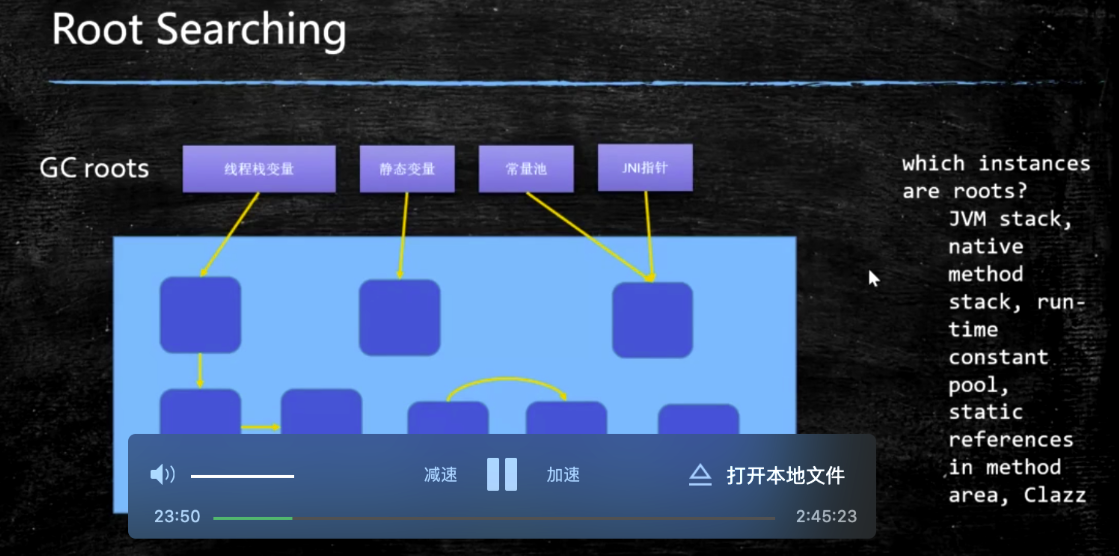 Root Searching
GC roots
线程栈变量
静态变量
常量池
JNI指针
which instances
are roots?
JVM stack,
native
method
stack, run-
time
constant
pool,
static
references
in method
area, Clazz
减速
加速
打开本地文件
23:50
2:45:23